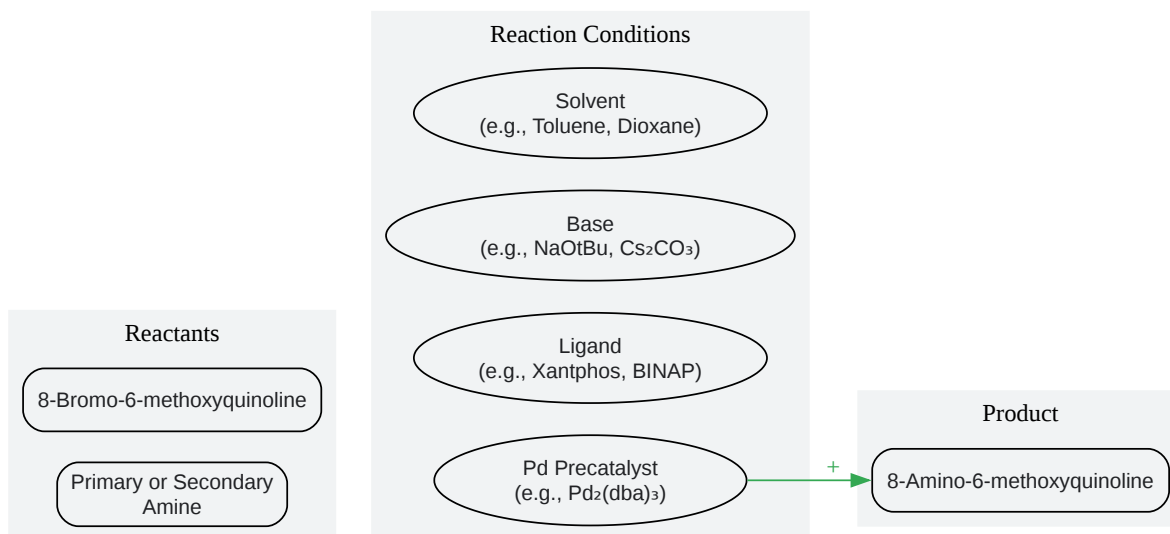 Reaction Conditions
Solvent
(e.g., Toluene, Dioxane)
Base
(e.g., NaOtBu, Cs₂CO₃)
Ligand
(e.g., Xantphos, BINAP)
Pd Precatalyst
(e.g., Pd₂(dba)₃)
Reactants
8-Bromo-6-methoxyquinoline
Primary or Secondary
Amine
+
Product
8-Amino-6-methoxyquinoline